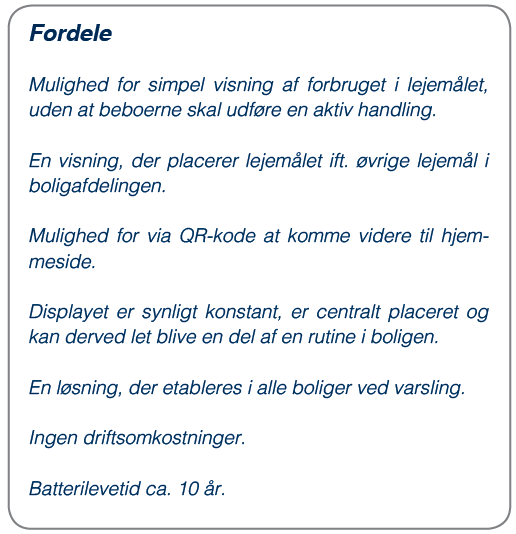 Fordele
Mulighed for simpel visning af forbruget i lejemålet,
uden at beboerne skal udføre en aktiv handling.
En visning, der placerer lejemålet ift. øvrige lejemål i
boligafdelingen.
Mulighed for via QR-kode at komme videre til hjem-
meside.
Displayet er synligt konstant, er centralt placeret og
kan derved let blive en del af en rutine i boligen.
En løsning, der etableres i alle boliger ved varsling.
Ingen driftsomkostninger.
Batterilevetid ca. 10 år.